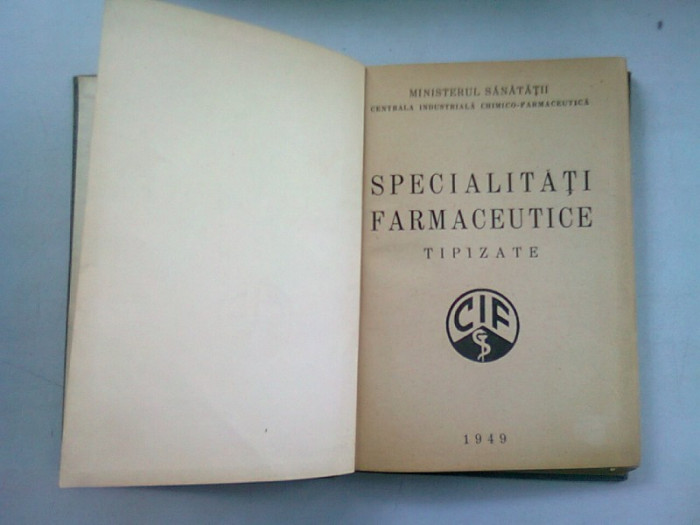 MINISTERUL SĂNĂTĂȚII
CENTRALA INDUSTRIALĂ CHIMICO-FARMACEUTICĂ
SPECIALITĂȚI
FARMACEUTICE
TIPIZATE
CIF
1949